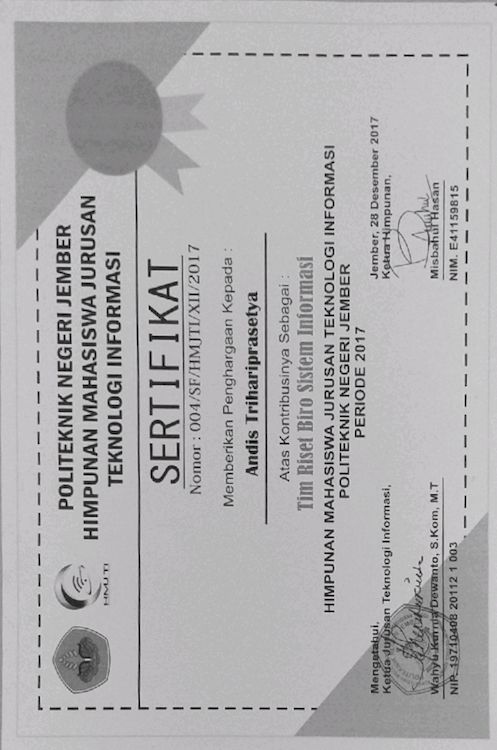 POLITEKNIK NEGERI JEMBER
HIMPUNAN MAHASISWA JURUSAN
TEKNOLOGI INFORMASI
HMJTI
SERTIFIKAT
Nomor : 004/SF/HMJTI/XII/2017
Memberikan Penghargaan Kepada :
Andis Trihariprasetya
Atas Kontribusinya Sebagai :
Tim Riset Biro Sistem Informasi
HIMPUNAN MAHASISWA JURUSAN TEKNOLOGI INFORMASI
POLITEKNIK NEGERI JEMBER
PERIODE 2017
Mengetahui,
Ketua Jurusan Teknologi Informasi,
Wahyu Kurnia Dewanto, S.Kom, M.T
NIP. 19710408 20112 1 003
Jember, 28 Desember 2017
Ketua Himpunan,
Misbahul Hasan
NIM. E41159815